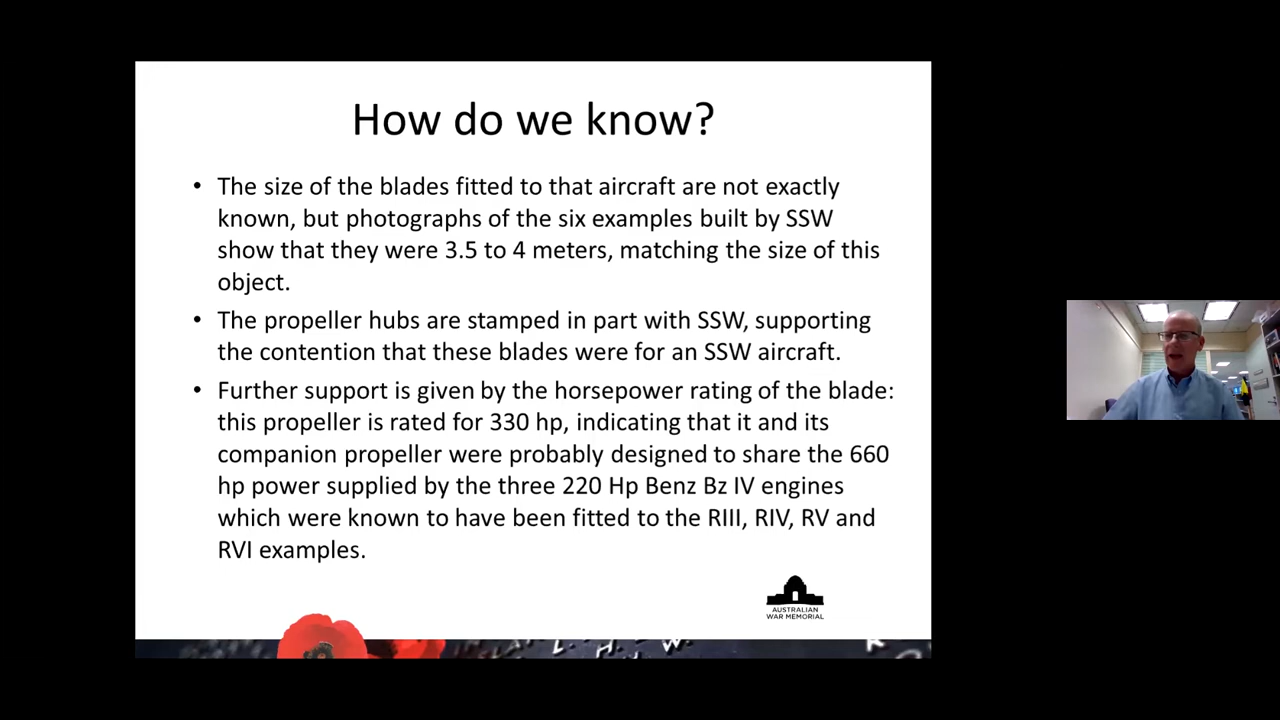 How do we know?
• The size of the blades fitted to that aircraft are not exactly
known, but photographs of the six examples built by SSW
show that they were 3.5 to 4 meters, matching the size of this
object.
• The propeller hubs are stamped in part with SSW, supporting
the contention that these blades were for an SSW aircraft.
• Further support is given by the horsepower rating of the blade:
this propeller is rated for 330 hp, indicating that it and its
companion propeller were probably designed to share the 660
hp power supplied by the three 220 Hp Benz Bz IV engines
which were known to have been fitted to the RIII, RIV, RV and
RVI examples.
AUSTRALIAN
WAR MEMORIAL